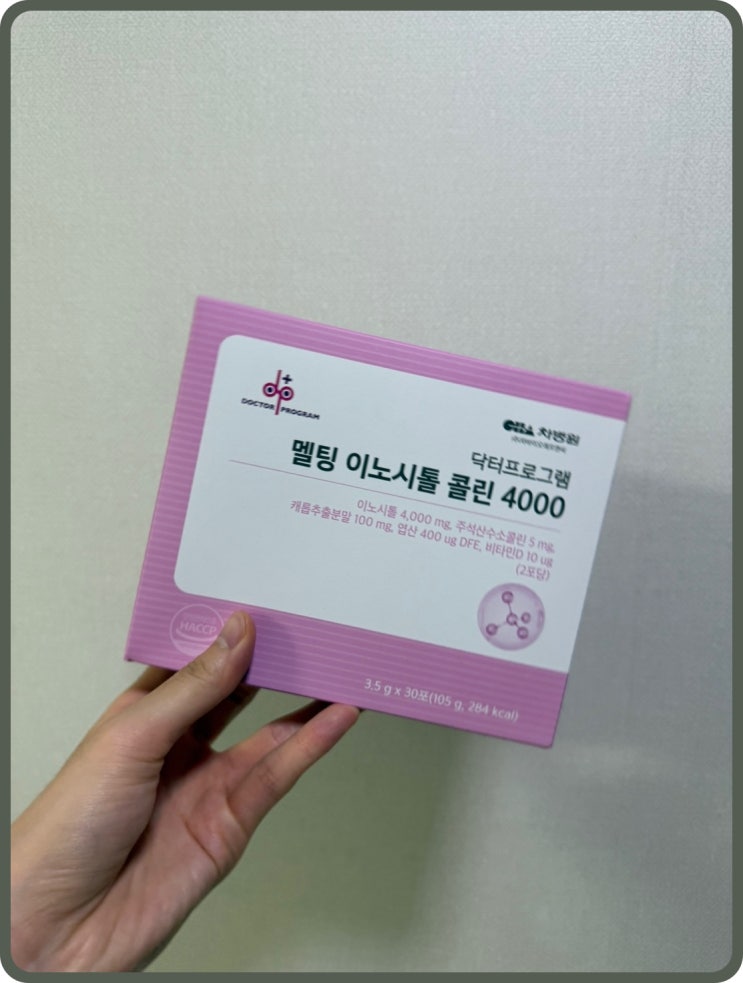 DOCTOR PROGRAM
CHA 차병원
닥터프로그램
멜팅 이노시톨 콜린 4000
이노시톨 4,000 mg, 주석산수소콜린 5 mg,
캐롭추출분말 100 mg, 엽산 400 ug DFE, 비타민D 10 ug
(2포당)
HACCP
3.5 g x 30포(105 g, 284 kcal)